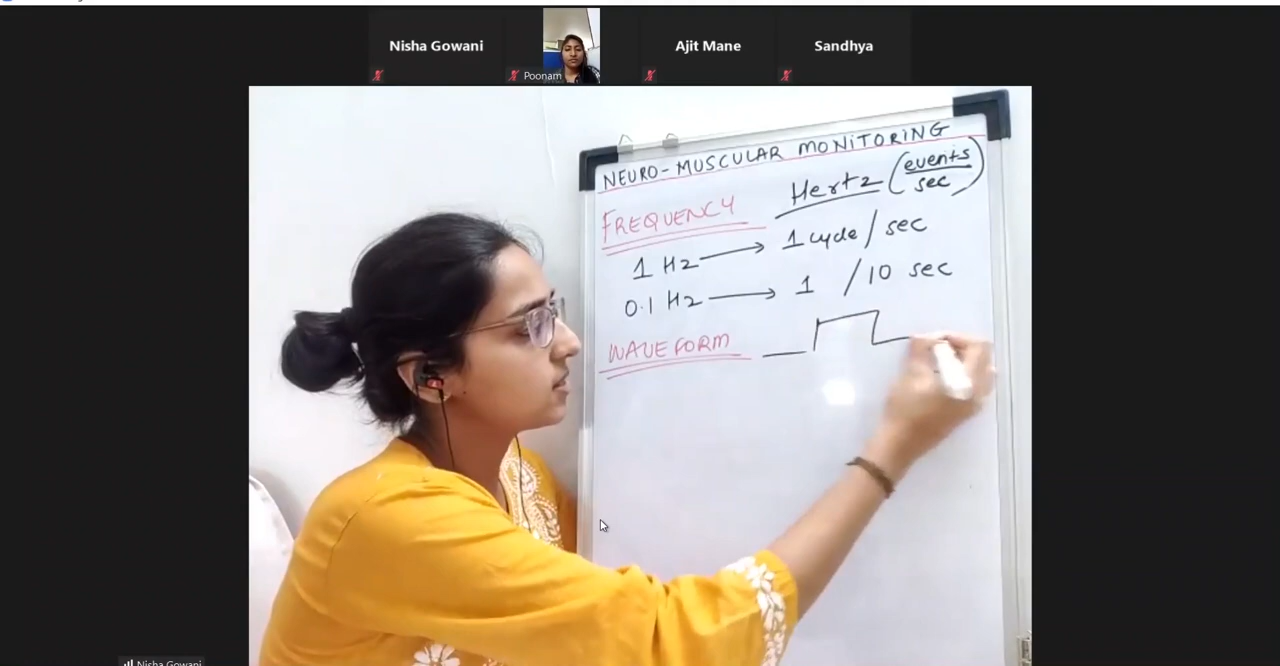 Nisha Gowani
Poonam
Ajit Mane
Sandhya
NEURO-MUSCULAR MONITORING
FREQUENCY Hertz (events/sec)
1 Hz → 1 cycle / sec
0.1 Hz → 1 / 10 sec
WAVEFORM
Nisha Gowani